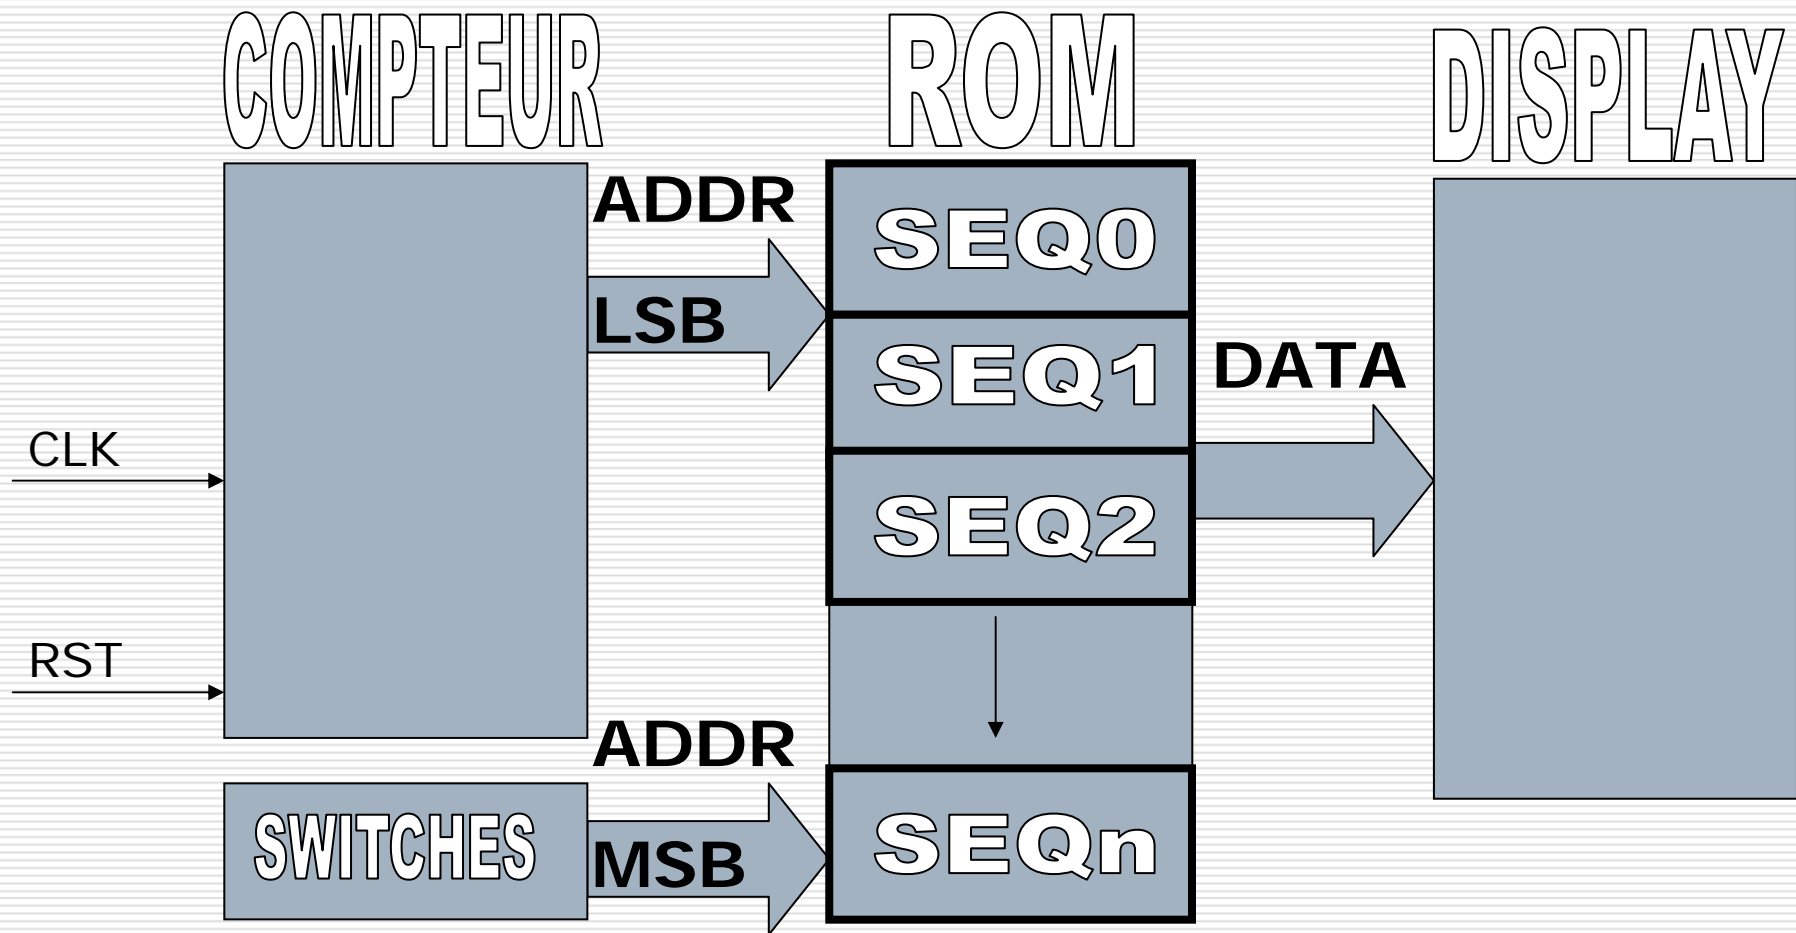 COMPTEUR
ROM
DISPLAY
ADDR
SEQ0
LSB
SEQ1
DATA
CLK
SEQ2
RST
ADDR
SWITCHES
MSB
SEQn